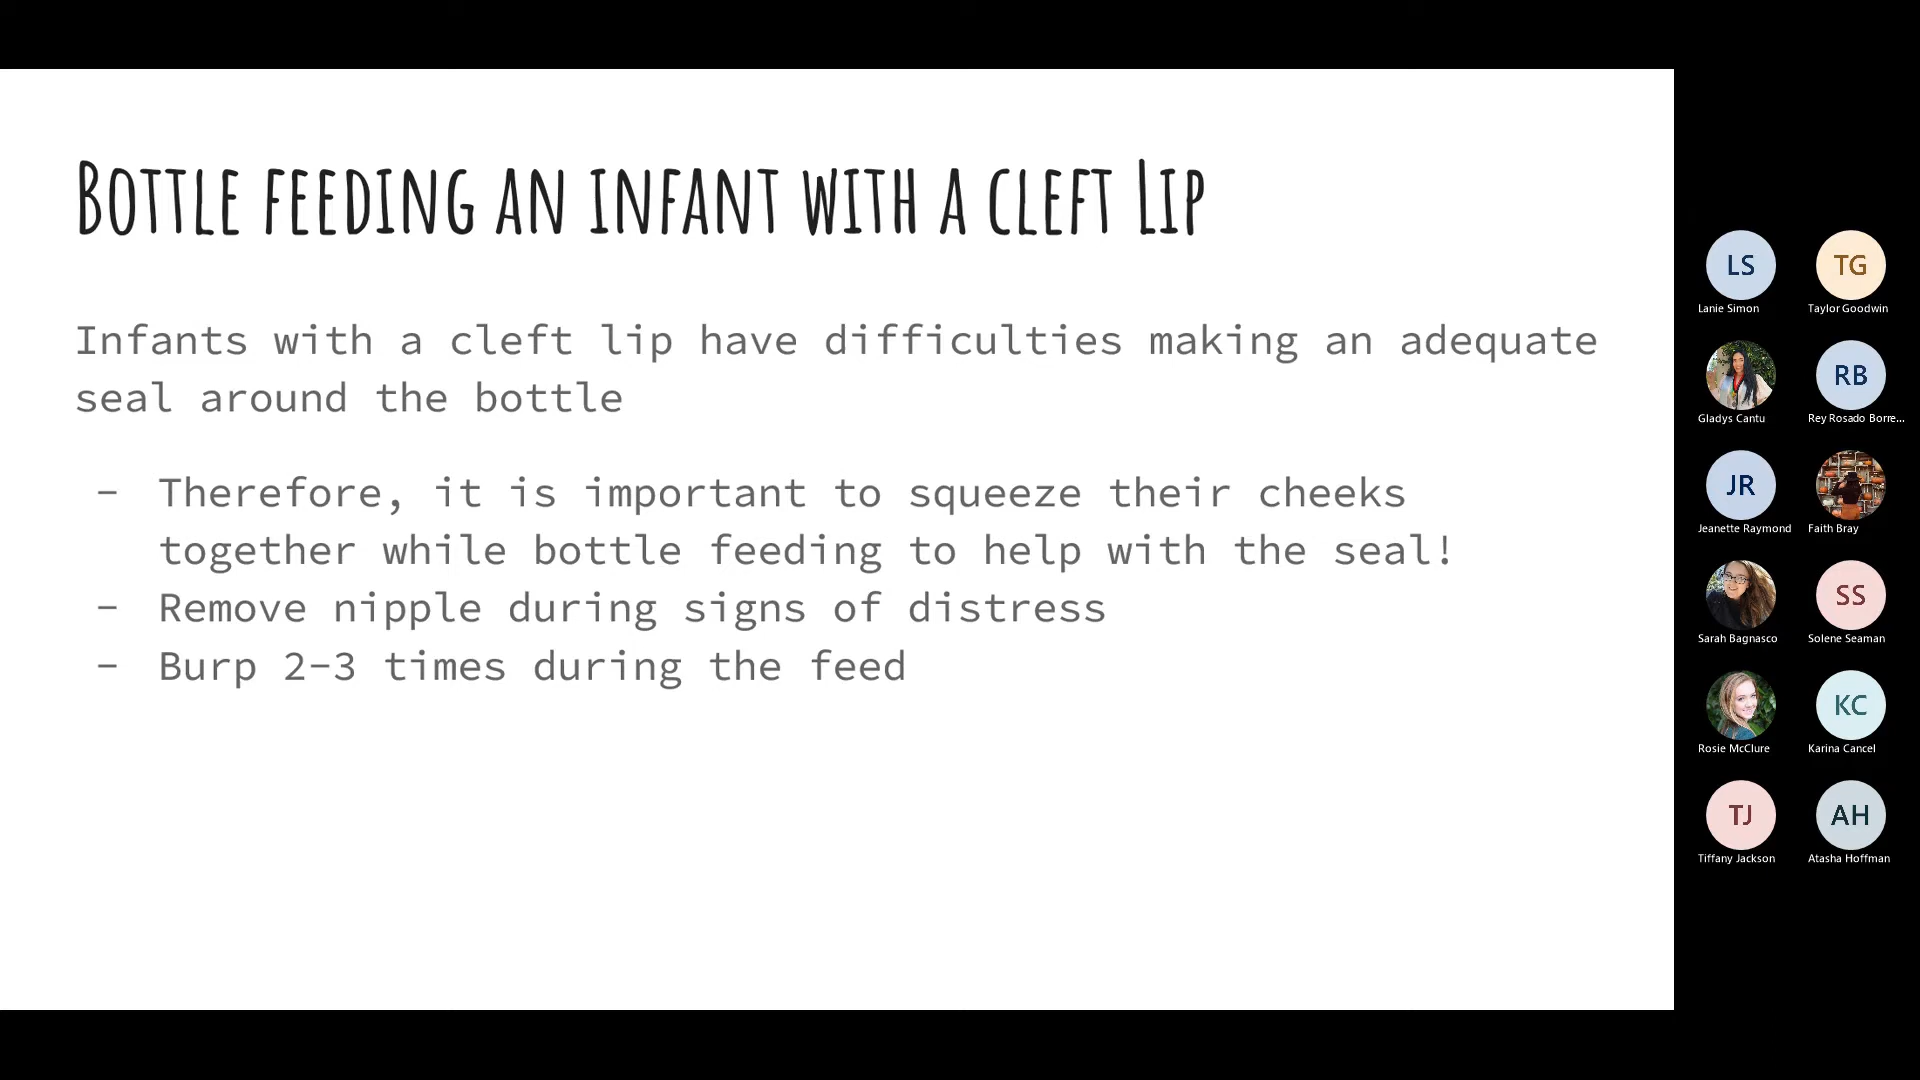 Bottle feeding an infant with a cleft Lip
Infants with a cleft lip have difficulties making an adequate
seal around the bottle
- Therefore, it is important to squeeze their cheeks
together while bottle feeding to help with the seal!
- Remove nipple during signs of distress
- Burp 2-3 times during the feed
LS
TG
Lanie Simon
Taylor Goodwin
RB
Gladys Cantu
Rey Rosado Borre...
JR
Jeanette Raymond
Faith Bray
SS
Sarah Bagnasco
Solene Seaman
KC
Rosie McClure
Karina Cancel
TJ
AH
Tiffany Jackson
Atasha Hoffman